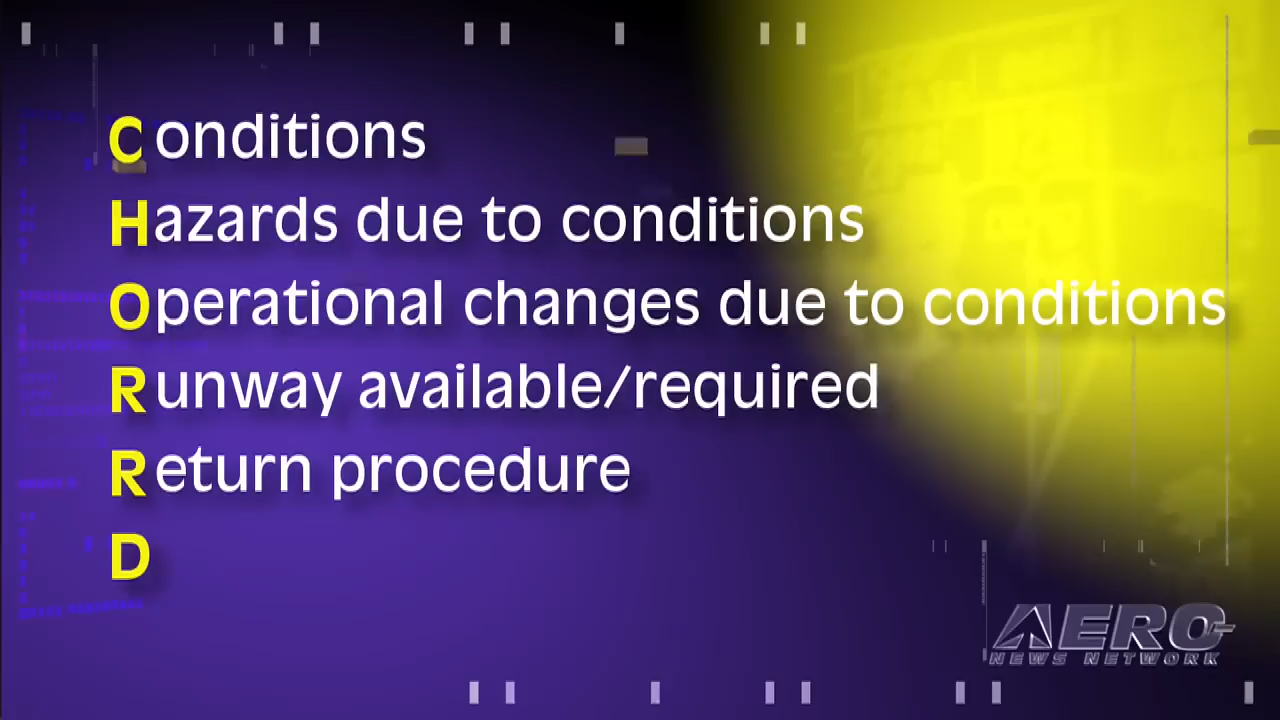 Conditions
Hazards due to conditions
Operational changes due to conditions
Runway available/required
Return procedure
D
AERO
NEWS NETWORK